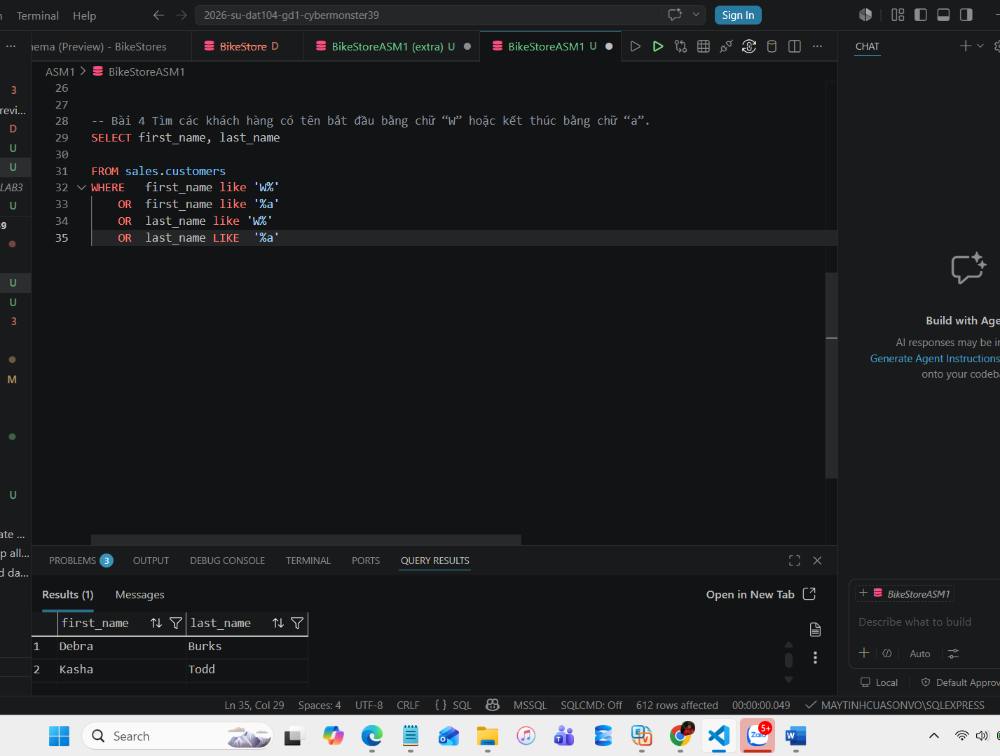 Terminal Help
2026-su-dat104-gd1-cybermonster39
Sign In
nema (Preview) - BikeStores
BikeStore D
BikeStoreASM1 (extra) U
BikeStoreASM1 U
CHAT
ASM1 > BikeStoreASM1
3
revi...
D
U
U
LAB3
U
39
U
U
3
M
U
ate ...
p all...
d da...
26
27
28 -- Bài 4 Tìm các khách hàng có tên bắt đầu bằng chữ “W” hoặc kết thúc bằng chữ “a”.
29 SELECT first_name, last_name
30
31 FROM sales.customers
32 WHERE first_name like 'W%'
33 OR first_name like '%a'
34 OR last_name like 'W%'
35 OR last_name LIKE '%a'
Build with Age
AI responses may be in
Generate Agent Instructions
onto your codeba
PROBLEMS 3 OUTPUT DEBUG CONSOLE TERMINAL PORTS QUERY RESULTS
Results (1) Messages
Open in New Tab
first_name last_name
1 Debra Burks
2 Kasha Todd
BikeStoreASM1
Describe what to build
Auto
Local Default Approv
Ln 35, Col 29 Spaces: 4 UTF-8 CRLF { } SQL MSSQL SQLCMD: Off 612 rows affected 00:00:00.049 MAYTINHCUASONVO\SQLEXPRESS
Search
5+
Zalo